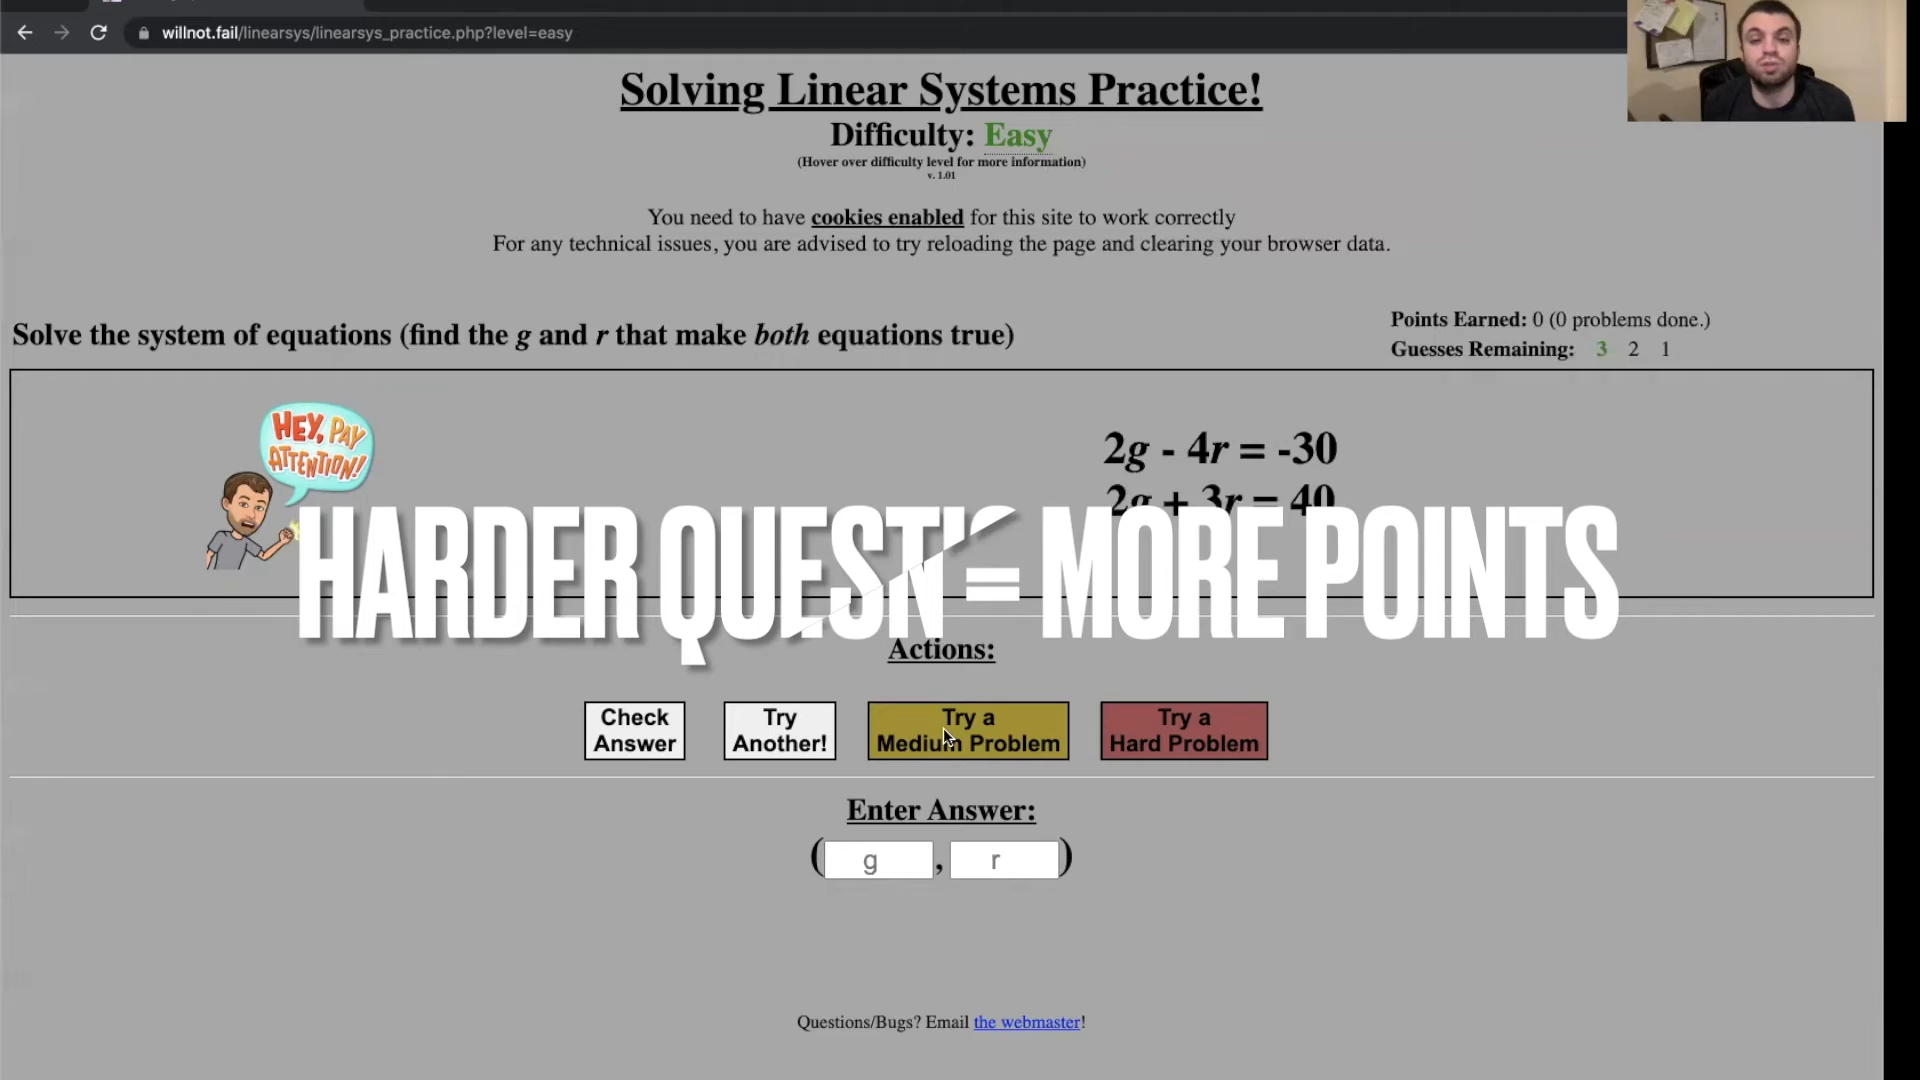 willnot.fail/linearsys/linearsys_practice.php?level=easy
Solving Linear Systems Practice!
Difficulty: Easy
(Hover over difficulty level for more information)
v. 1.01
You need to have cookies enabled for this site to work correctly
For any technical issues, you are advised to try reloading the page and clearing your browser data.
Points Earned: 0 (0 problems done.)
Solve the system of equations (find the g and r that make both equations true)
Guesses Remaining: 3 2 1
HEY, PAY
ATTENTION!
2g - 4r = -30
2g + 3r = 40
HARDER = MORE POINTS
Actions:
Check
Answer
Try
Another!
Try a
Medium Problem
Try a
Hard Problem
Enter Answer:
( g , r )
Questions/Bugs? Email the webmaster!